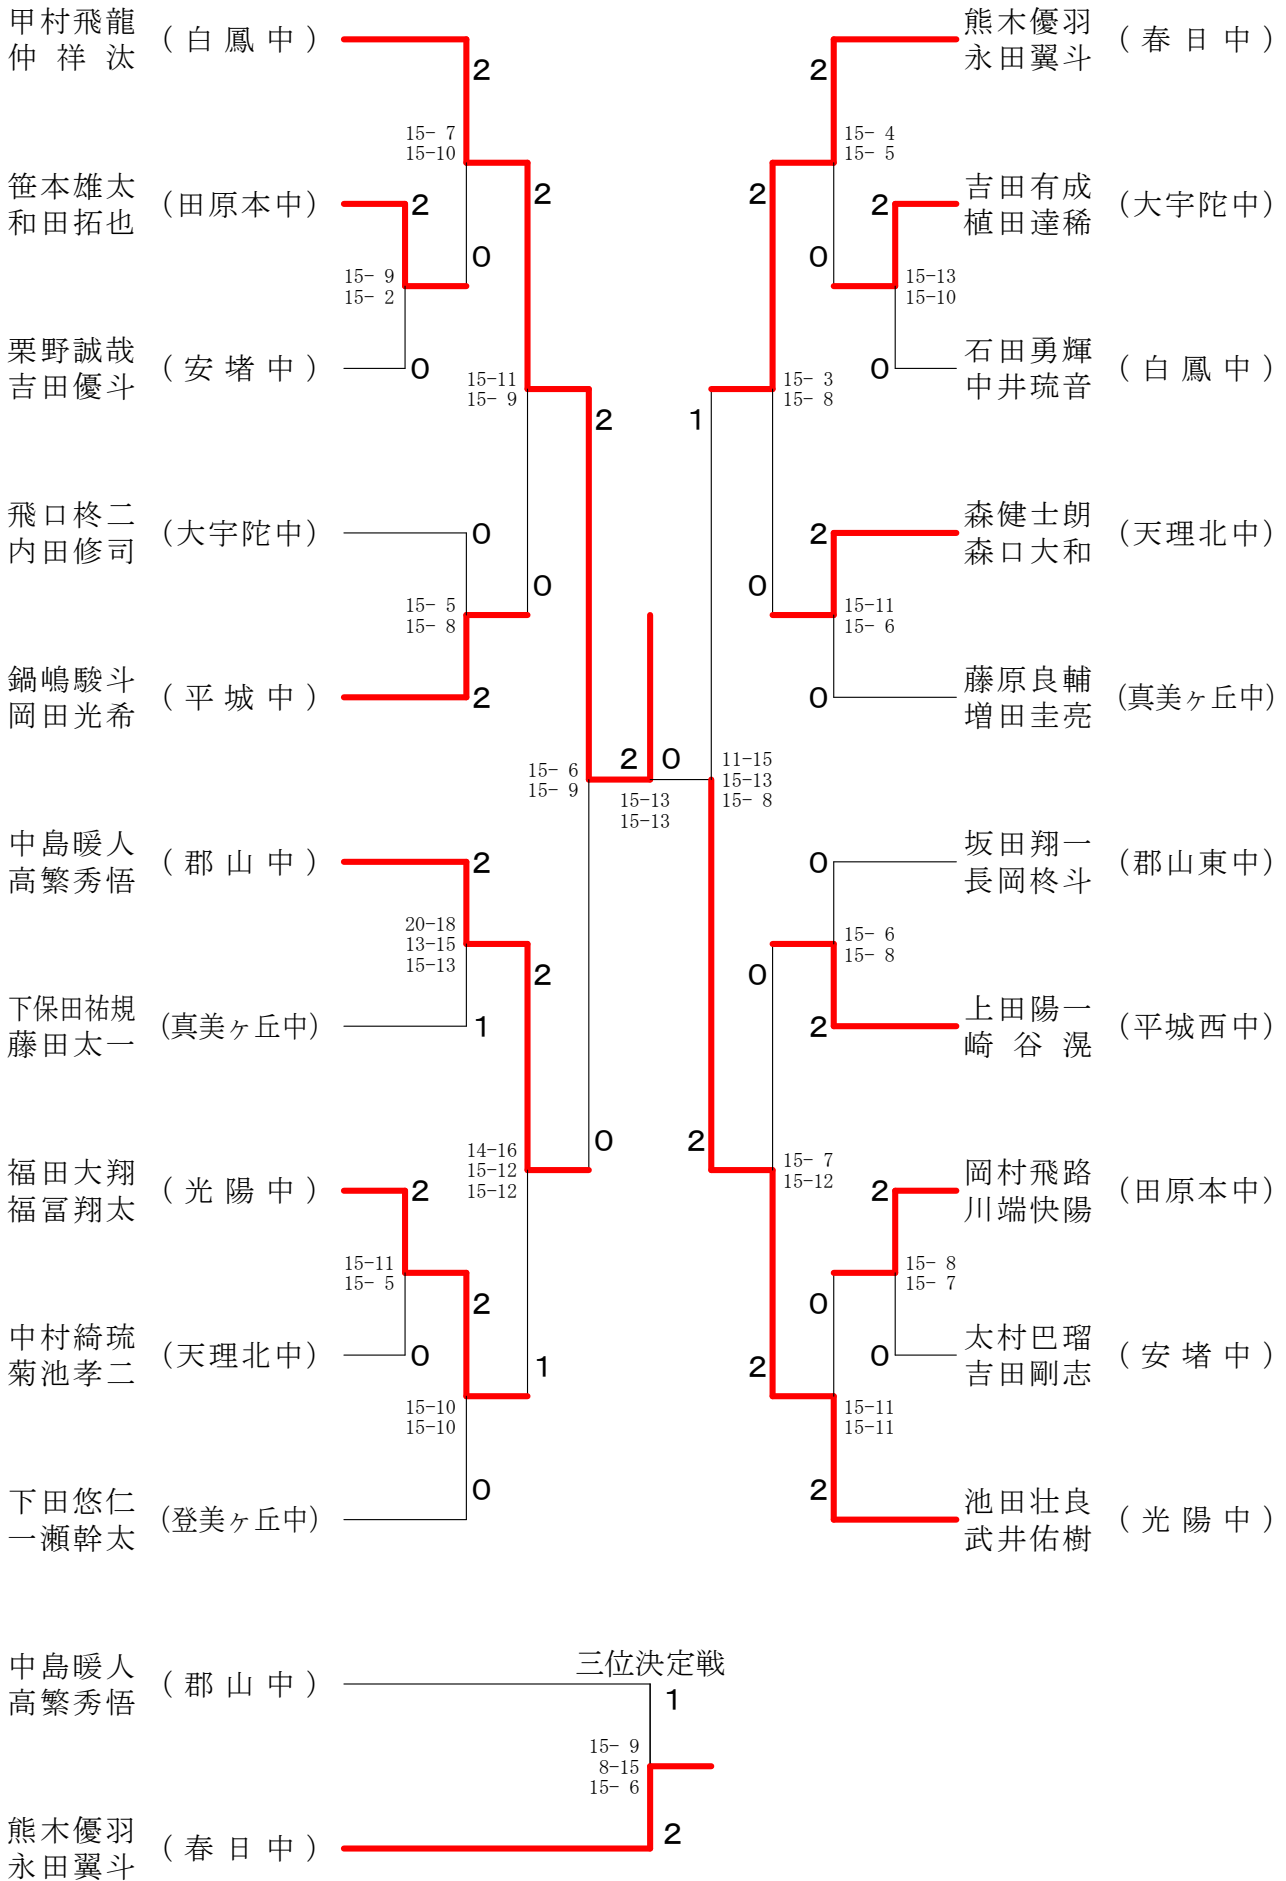 甲村飛龍
仲祥汰
(白鳳中)
2
15- 7
15-10
笹本雄太
和田拓也
(田原本中)
2
2
0
15- 9
15- 2
栗野誠哉
吉田優斗
(安堵中)
0
15-11
15- 9
2
飛口柊二
内田修司
(大宇陀中)
0
0
15- 5
15- 8
鍋嶋駿斗
岡田光希
(平城中)
2
15- 6
15- 9
2
0
15-13
15-13
中島暖人
高繁秀悟
(郡山中)
2
20-18
13-15
15-13
2
下保田祐規
藤田太一
(真美ヶ丘中)
1
14-16
15-12
15-12
0
福田大翔
福冨翔太
(光陽中)
2
15-11
15- 5
2
中村綺琉
菊池孝二
(天理北中)
0
1
15-10
15-10
下田悠仁
一瀬幹太
(登美ヶ丘中)
0
熊木優羽
永田翼斗
(春日中)
2
15- 4
15- 5
吉田有成
植田達稀
(大宇陀中)
2
2
0
15-13
15-10
石田勇輝
中井琉音
(白鳳中)
0
15- 3
15- 8
1
森健士朗
森口大和
(天理北中)
2
0
15-11
15- 6
藤原良輔
増田圭亮
(真美ヶ丘中)
0
11-15
15-13
15- 8
坂田翔一
長岡柊斗
(郡山東中)
0
15- 6
15- 8
0
上田陽一
崎谷滉
(平城西中)
2
2
15- 7
15-12
岡村飛路
川端快陽
(田原本中)
2
15- 8
15- 7
0
太村巴瑠
吉田剛志
(安堵中)
0
2
15-11
15-11
池田壮良
武井佑樹
(光陽中)
2
三位決定戦
中島暖人
高繁秀悟
(郡山中)
1
15- 9
8-15
15- 6
熊木優羽
永田翼斗
(春日中)
2